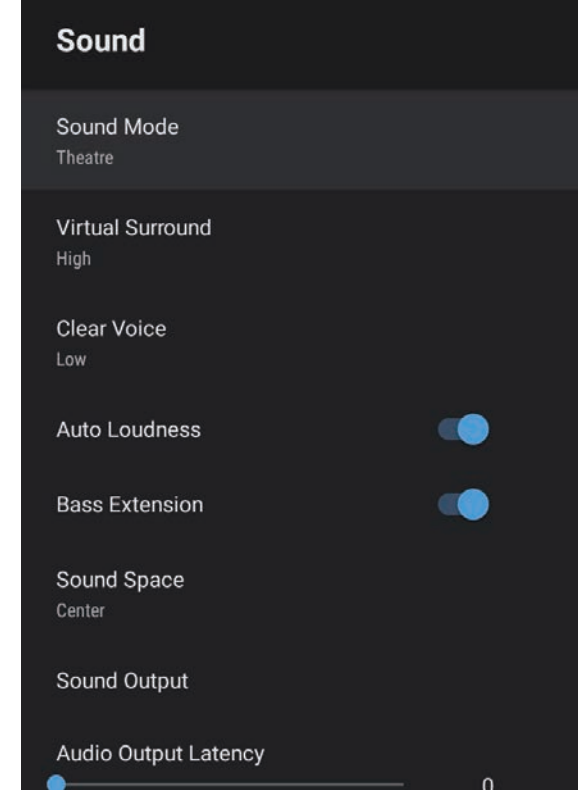 Sound
Sound Mode
Theatre
Virtual Surround
High
Clear Voice
Low
Auto Loudness
Bass Extension
Sound Space
Center
Sound Output
Audio Output Latency
0